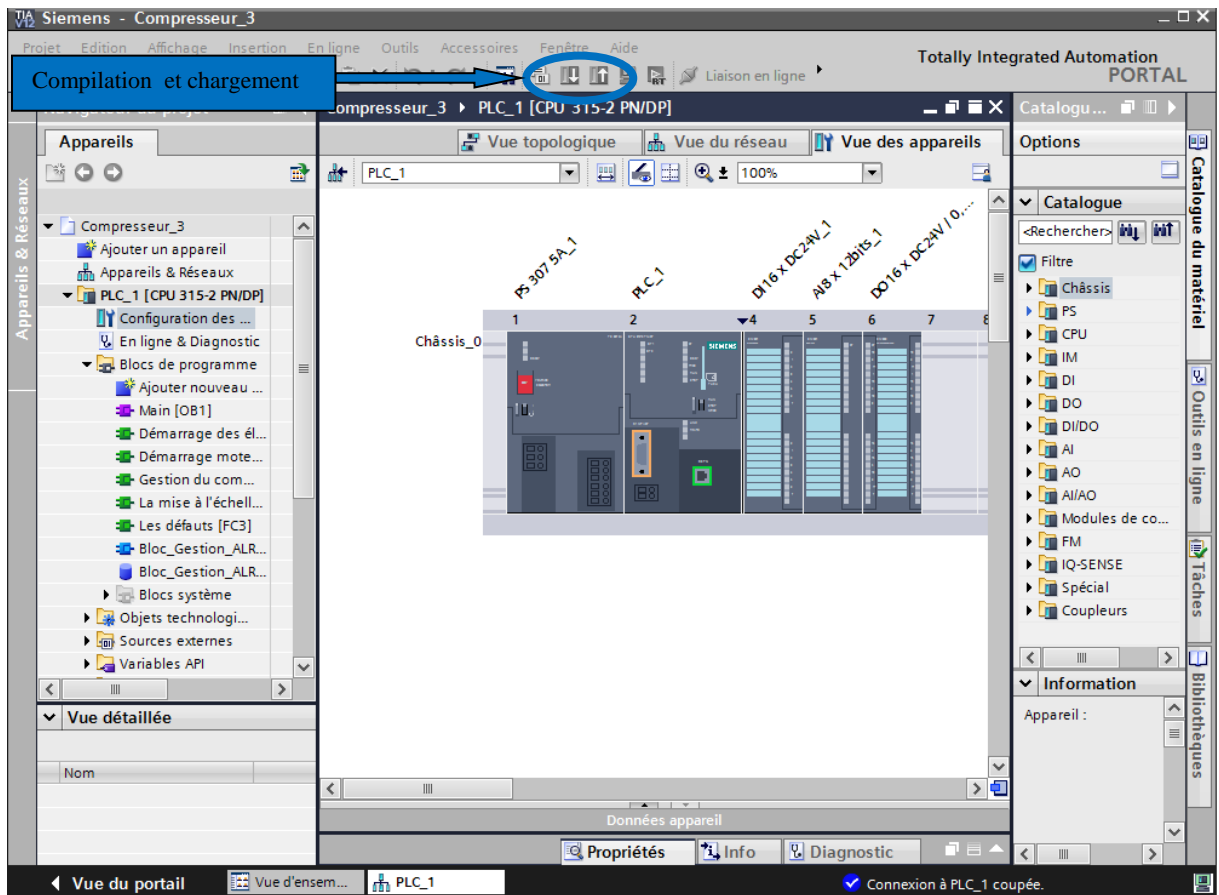 Siemens - Compresseur_3
Projet Edition Affichage Insertion En ligne Outils Accessoires Fenêtre Aide
Totally Integrated Automation
PORTAL
Compilation et chargement
Liaison en ligne
Compresseur_3 PLC_1 [CPU 315-2 PN/DP]
Appareils
Compresseur_3
Ajouter un appareil
Appareils & Réseaux
PLC_1 [CPU 315-2 PN/DP]
Configuration des ...
En ligne & Diagnostic
Blocs de programme
Ajouter nouveau ...
Main [OB1]
Démarrage des él...
Démarrage mote...
Gestion du com...
La mise à l'échell...
Les défauts [FC3]
Bloc_Gestion_ALR...
Bloc_Gestion_ALR...
Blocs système
Objets technologi...
Sources externes
Variables API
Vue détaillée
Nom
Appareils & Réseaux
Vue topologique
Vue du réseau
Vue des appareils
PLC_1
100%
PS 307 5A_1
PLC_1
DI16 x DC24V_1
AI8 x 12bits_1
DO16 x DC24V / 0,...
1 2 4 5 6 7 8
Châssis_0
SIEMENS
Données appareil
Propriétés
Info
Diagnostic
Catalogu...
Options
Catalogue
<Rechercher>
Filtre
Châssis
PS
CPU
IM
DI
DO
DI/DO
AI
AO
AI/AO
Modules de co...
FM
IQ-SENSE
Spécial
Coupleurs
Information
Appareil :
Catalogue du matériel
Outils en ligne
Tâches
Bibliothèques
Vue du portail
Vue d'ensem...
PLC_1
Connexion à PLC_1 coupée.